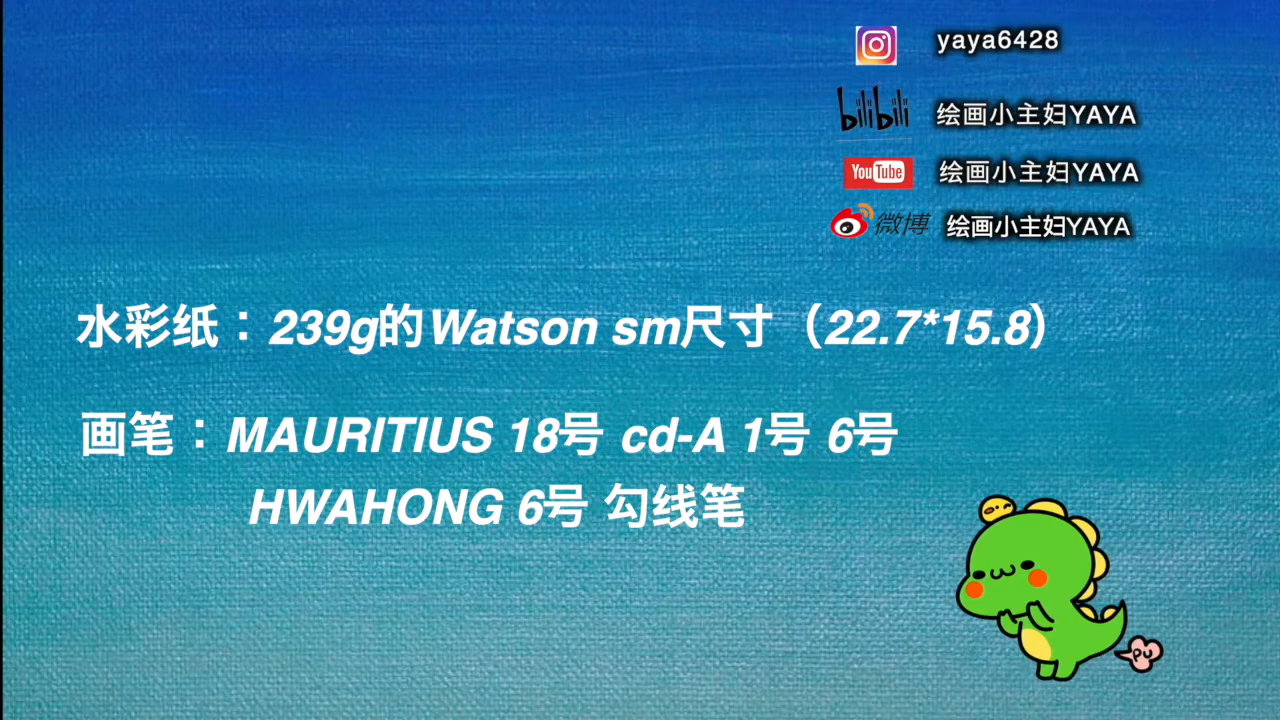 yaya6428
bilibili 绘画小主妇YAYA
YouTube 绘画小主妇YAYA
微博 绘画小主妇YAYA
水彩纸：239g的Watson sm尺寸（22.7*15.8）
画笔：MAURITIUS 18号 cd-A 1号 6号
HWAHONG 6号 勾线笔
PU